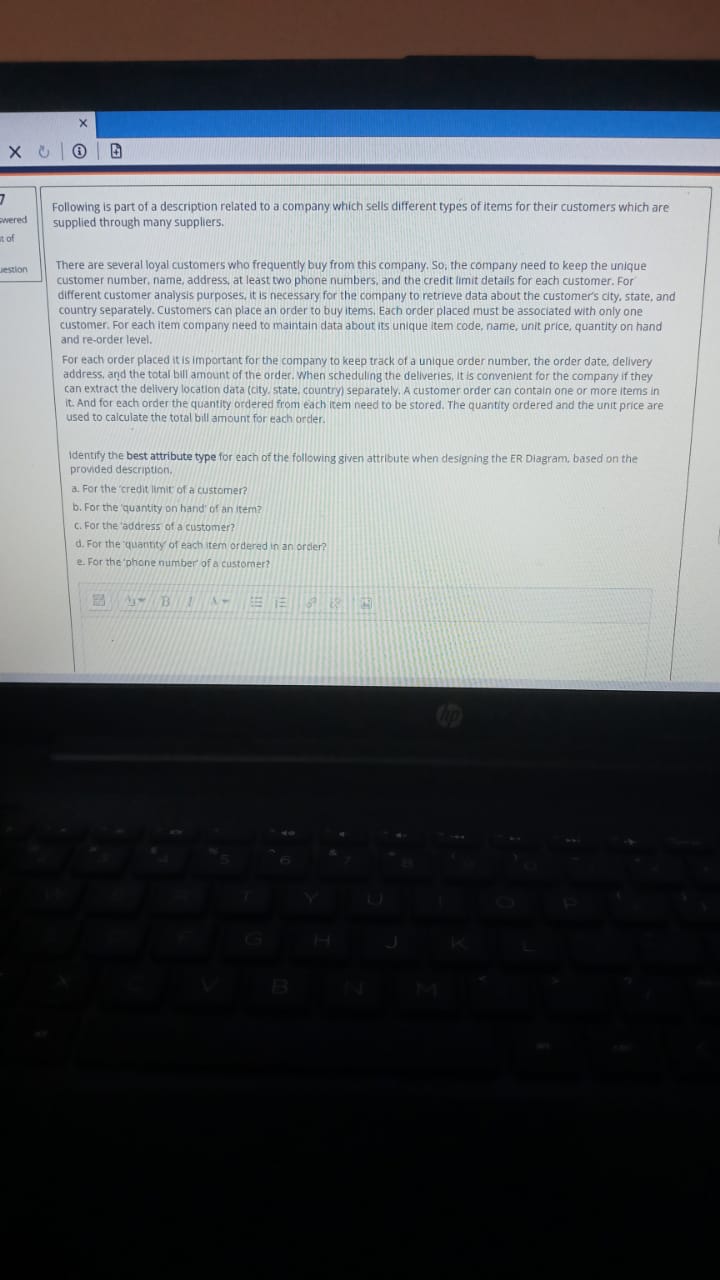 7
Following is part of a description related to a company which sells different types of items for their customers which are
supplied through many suppliers.
wered
t of
uestion
There are several loyal customers who frequently buy from this company. So, the company need to keep the unique
customer number, name, address, at least two phone numbers, and the credit limit details for each customer. For
different customer analysis purposes, it is necessary for the company to retrieve data about the customer's city, state, and
country separately. Customers can place an order to buy items. Each order placed must be associated with only one
customer. For each item company need to maintain data about its unique item code, name, unit price, quantity on hand
and re-order level.
For each order placed it is important for the company to keep track of a unique order number, the order date, delivery
address, and the total bill amount of the order. When scheduling the deliveries, it is convenient for the company if they
can extract the delivery location data (city, state, country) separately. A customer order can contain one or more items in
it. And for each order the quantity ordered from each item need to be stored. The quantity ordered and the unit price are
used to calculate the total bill amount for each order.
Identify the best attribute type for each of the following given attribute when designing the ER Diagram, based on the
provided description.
a. For the 'credit limit' of a customer?
b. For the 'quantity on hand' of an item?
c. For the 'address' of a customer?
d. For the 'quantity' of each item ordered in an order?
e. For the 'phone number' of a customer?
B I A
hp
5 6 7 8
T Y U I O P
G H J K L
V B N M